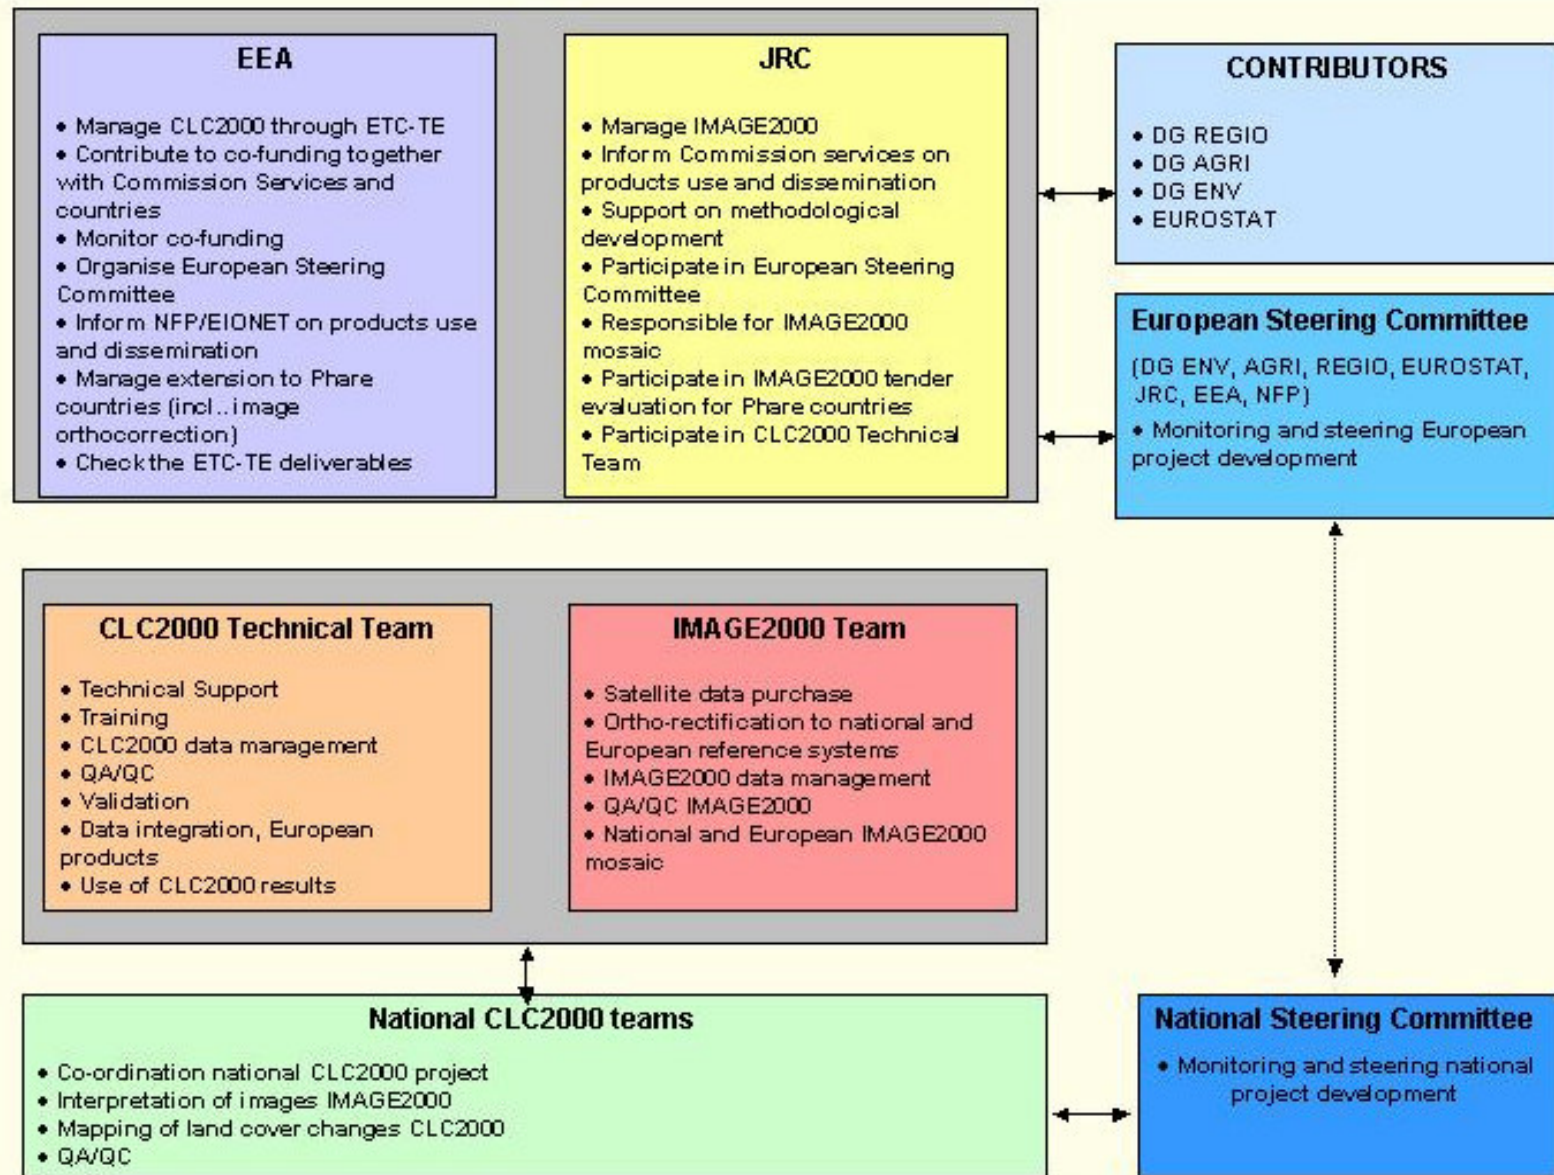 EEA
• Manage CLC2000 through ETC-TE
• Contribute to co-funding together
with Commission Services and
countries
• Monitor co-funding
• Organise European Steering
Committee
• Inform NFP/EIONET on products use
and dissemination
• Manage extension to Phare
countries (incl.. image
orthocorrection)
• Check the ETC-TE deliverables
JRC
• Manage IMAGE2000
• Inform Commission services on
products use and dissemination
• Support on methodological
development
• Participate in European Steering
Committee
• Responsible for IMAGE2000
mosaic
• Participate in IMAGE2000 tender
evaluation for Phare countries
• Participate in CLC2000 Technical
Team
CONTRIBUTORS
• DG REGIO
• DG AGRI
• DG ENV
• EUROSTAT
European Steering Committee
(DG ENV, AGRI, REGIO, EUROSTAT,
JRC, EEA, NFP)
• Monitoring and steering European
project development
CLC2000 Technical Team
• Technical Support
• Training
• CLC2000 data management
• QA/QC
• Validation
• Data integration, European
products
• Use of CLC2000 results
IMAGE2000 Team
• Satellite data purchase
• Ortho-rectification to national and
European reference systems
• IMAGE2000 data management
• QA/QC IMAGE2000
• National and European IMAGE2000
mosaic
National CLC2000 teams
• Co-ordination national CLC2000 project
• Interpretation of images IMAGE2000
• Mapping of land cover changes CLC2000
• QA/QC
National Steering Committee
• Monitoring and steering national
project development